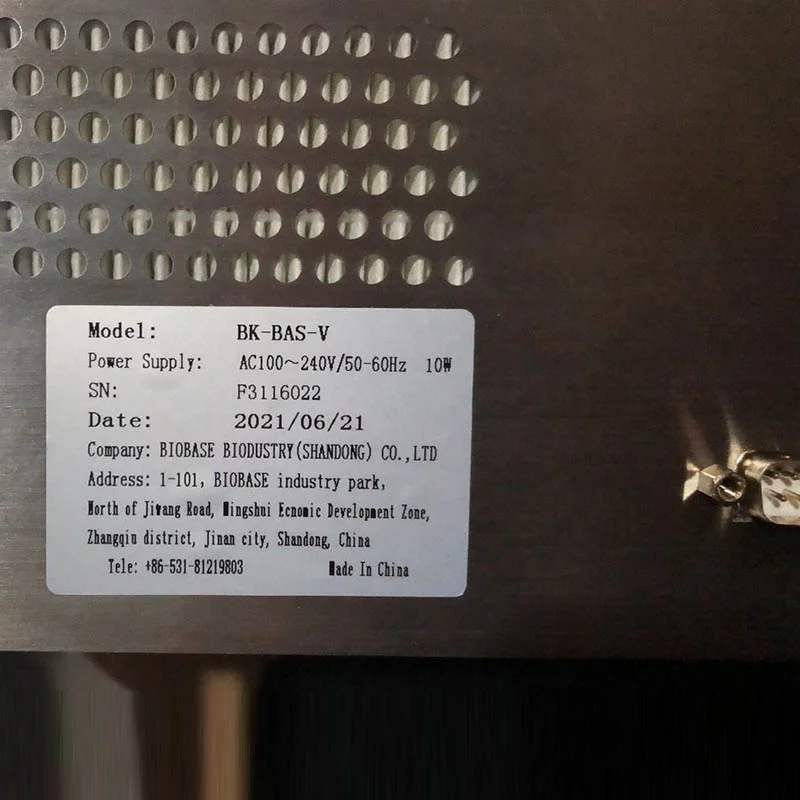 Model: BK-BAS-V
Power Supply: AC100~240V/50-60Hz 10W
SN: F3116022
Date: 2021/06/21
Company: BIOBASE BIODUSTRY(SHANDONG) CO.,LTD
Address: 1-101, BIOBASE industry park,
North of Jiwang Road, Mingshui Ecnomic Development Zone,
Zhangqiu district, Jinan city, Shandong, China
Tele: +86-531-81219803 Made In China